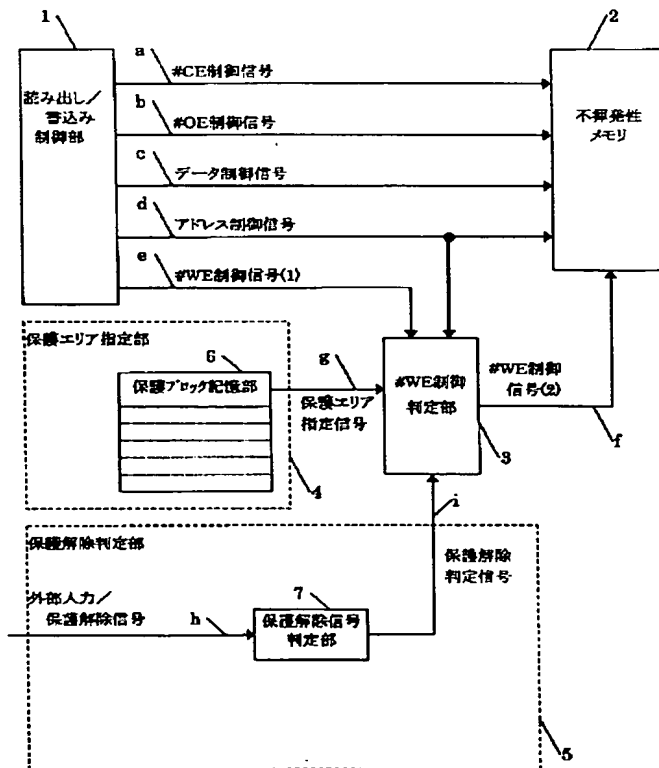 1
2
a
#CE制御信号
読み出し/
書込み
制御部
b
#OE制御信号
不揮発性
メモリ
c
データ制御信号
d
アドレス制御信号
e
#WE制御信号(1)
保護エリア指定部
6
保護ブロック記憶部
g
保護エリア
指定信号
#WE制御
判定部
#WE制御
信号(2)
3
f
4
i
保護解除判定部
保護解除
判定信号
外部入力/
保護解除信号
h
7
保護解除信号
判定部
5